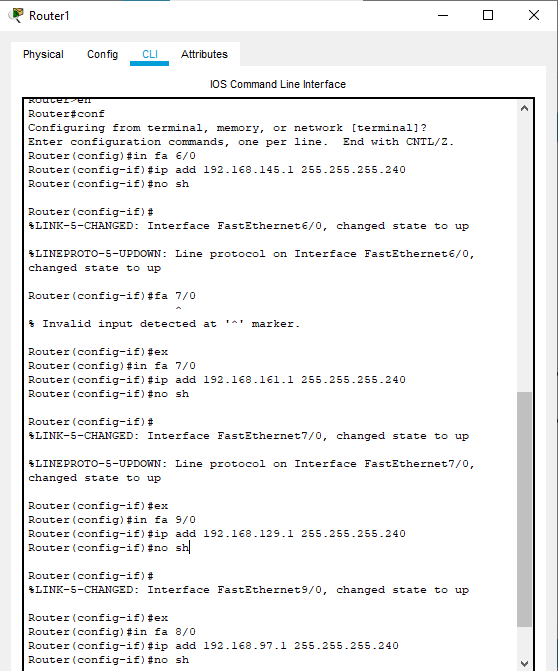 Router1
Physical Config CLI Attributes
IOS Command Line Interface
Router>en
Router#conf
Configuring from terminal, memory, or network [terminal]?
Enter configuration commands, one per line.  End with CNTL/Z.
Router(config)#in fa 6/0
Router(config-if)#ip add 192.168.145.1 255.255.255.240
Router(config-if)#no sh
Router(config-if)#
%LINK-5-CHANGED: Interface FastEthernet6/0, changed state to up
%LINEPROTO-5-UPDOWN: Line protocol on Interface FastEthernet6/0,
changed state to up
Router(config-if)#fa 7/0
^
% Invalid input detected at '^' marker.
Router(config-if)#ex
Router(config)#in fa 7/0
Router(config-if)#ip add 192.168.161.1 255.255.255.240
Router(config-if)#no sh
Router(config-if)#
%LINK-5-CHANGED: Interface FastEthernet7/0, changed state to up
%LINEPROTO-5-UPDOWN: Line protocol on Interface FastEthernet7/0,
changed state to up
Router(config-if)#ex
Router(config)#in fa 9/0
Router(config-if)#ip add 192.168.129.1 255.255.255.240
Router(config-if)#no sh
Router(config-if)#
%LINK-5-CHANGED: Interface FastEthernet9/0, changed state to up
Router(config-if)#ex
Router(config)#in fa 8/0
Router(config-if)#ip add 192.168.97.1 255.255.255.240
Router(config-if)#no sh